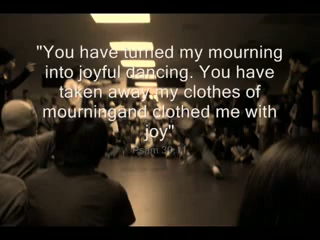 "You have turned my mourning
into joyful dancing. You have
taken away my clothes of
mourningand clothed me with
joy"